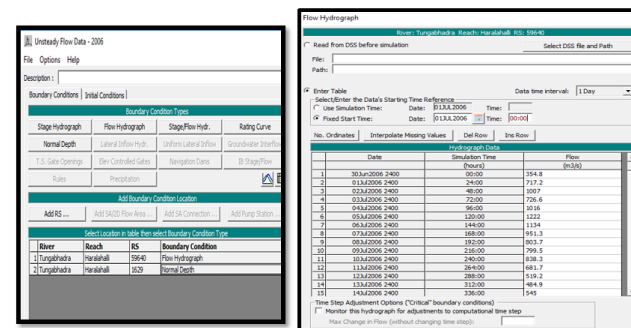 Unsteady Flow Data - 2006
File Options Help
Description :
Boundary Conditions Initial Conditions
Boundary Condition Types
Stage Hydrograph Flow Hydrograph Stage/Flow Hydr. Rating Curve
Normal Depth Lateral Inflow Hydr. Uniform Lateral Inflow Groundwater Interflow
T.S. Gate Openings Elev Controlled Gates Navigation Dams IB Stage/Flow
Rules Precipitation
Add Boundary Condition Location
Add RS ... Add SA/2D Flow Area ... Add SA Connection ... Add Pump Station ...
Select Location in table then select Boundary Condition Type
River Reach RS Boundary Condition
1 Tungabhadra Haralahalli 59640 Flow Hydrograph
2 Tungabhadra Haralahalli 1629 Normal Depth
Flow Hydrograph
River: Tungabhadra Reach: Haralahalli RS: 59640
Read from DSS before simulation Select DSS file and Path
File:
Path:
Enter Table Data time interval: 1 Day
Select/Enter the Data's Starting Time Reference
Use Simulation Time: Date: 01JUL2006 Time:
Fixed Start Time: Date: 01JUL2006 Time: 00:00
No. Ordinates Interpolate Missing Values Del Row Ins Row
Hydrograph Data
Date Simulation Time Flow
(hours) (m3/s)
1 30Jun2006 2400 00:00 354.8
2 01Jul2006 2400 24:00 717.2
3 02Jul2006 2400 48:00 1007
4 03Jul2006 2400 72:00 726.6
5 04Jul2006 2400 96:00 1016
6 05Jul2006 2400 120:00 1222
7 06Jul2006 2400 144:00 1134
8 07Jul2006 2400 168:00 951.3
9 08Jul2006 2400 192:00 803.7
10 09Jul2006 2400 216:00 799.5
11 10Jul2006 2400 240:00 838.3
12 11Jul2006 2400 264:00 681.7
13 12Jul2006 2400 288:00 519.2
14 13Jul2006 2400 312:00 484.9
15 14Jul2006 2400 336:00 545
Time Step Adjustment Options ("Critical" boundary conditions)
Monitor this hydrograph for adjustments to computational time step
Max Change in Flow (without changing time step):